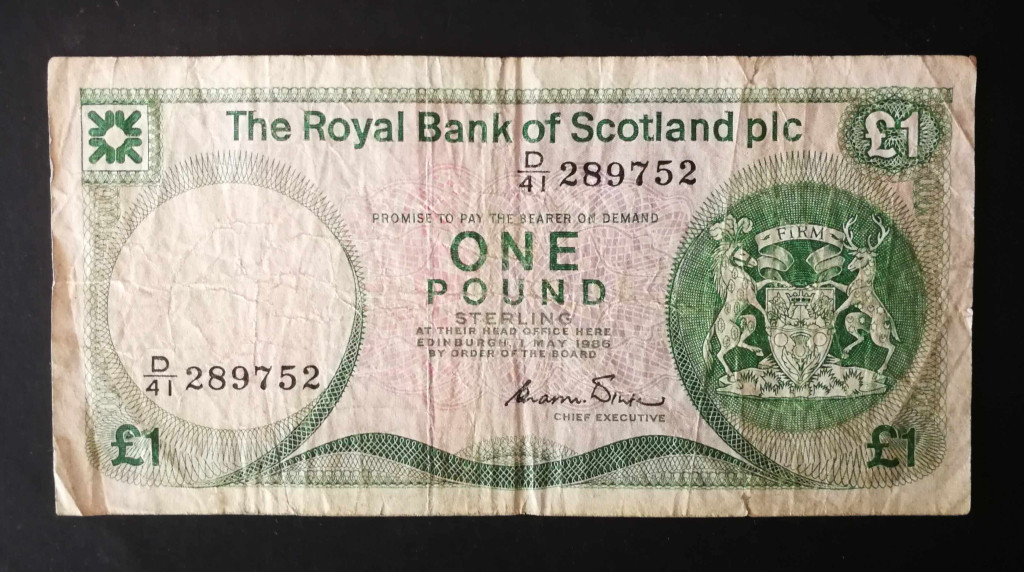 The Royal Bank of Scotland plc
£1
D/41 289752
PROMISE TO PAY THE BEARER ON DEMAND
ONE
POUND
STERLING
AT THEIR HEAD OFFICE HERE
EDINBURGH, 1 MAY 1986
BY ORDER OF THE BOARD
FIRM
D/41 289752
CHIEF EXECUTIVE
£1
£1